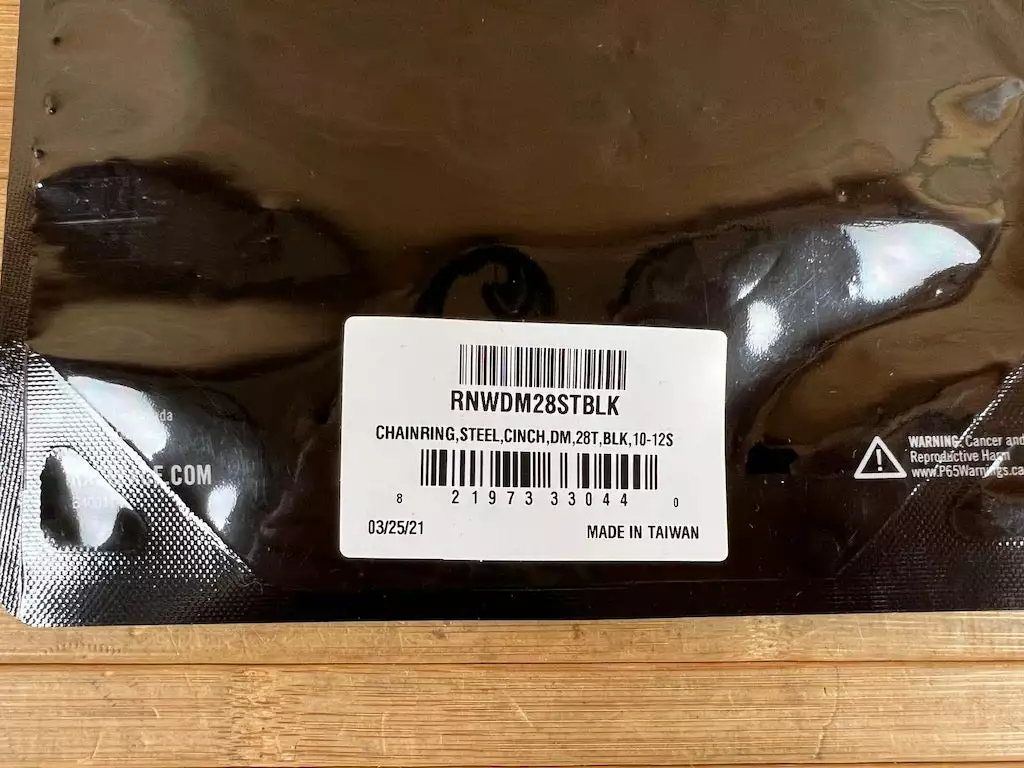 RNWDM28STBLK
CHAINRING,STEEL,CINCH,DM,28T,BLK,10-12S
8 21973 33044 0
03/25/21 MADE IN TAIWAN
.COM
WARNING: Cancer and
Reproductive Harm
www.P65Warnings.ca